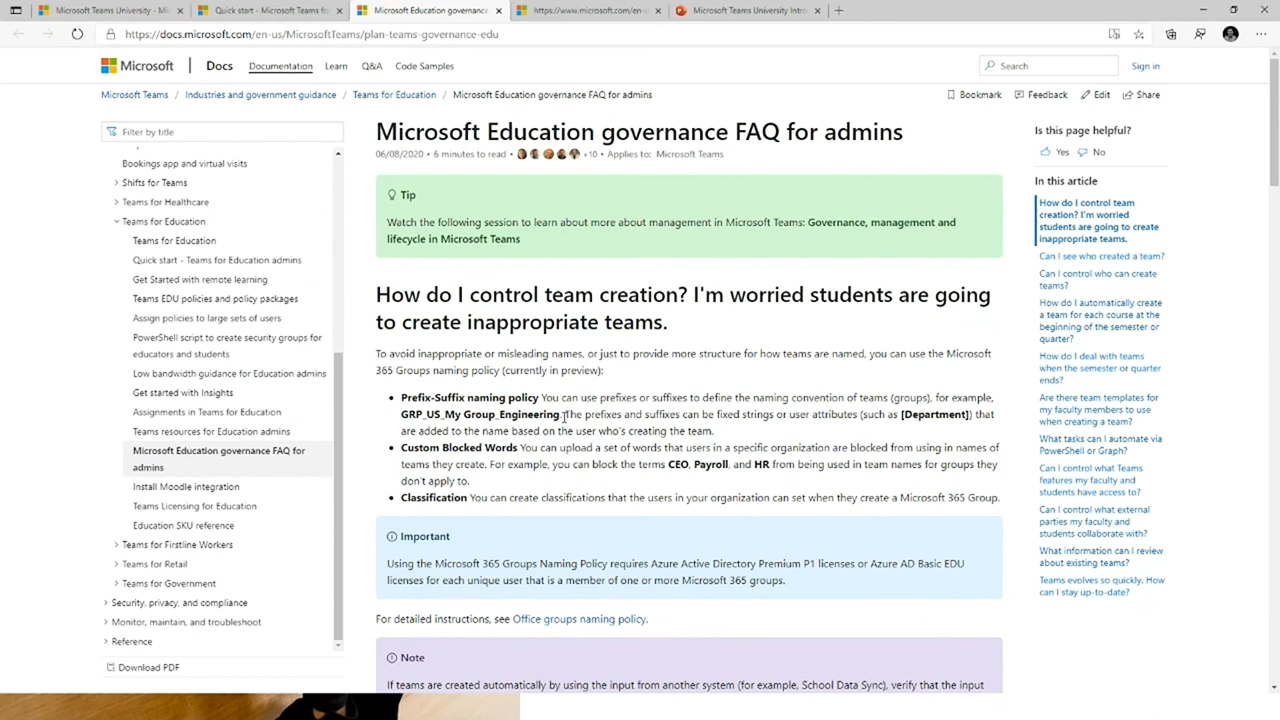 Microsoft Teams University - Mi
Quick start - Microsoft Teams fo
Microsoft Education governance
https://www.microsoft.com/en-u
Microsoft Teams University Intro
https://docs.microsoft.com/en-us/MicrosoftTeams/plan-teams-governance-edu
Microsoft
Docs
Documentation
Learn
Q&A
Code Samples
Search
Sign in
Microsoft Teams / Industries and government guidance / Teams for Education / Microsoft Education governance FAQ for admins
Bookmark
Feedback
Edit
Share
Filter by title
Bookings app and virtual visits
Shifts for Teams
Teams for Healthcare
Teams for Education
Teams for Education
Quick start - Teams for Education admins
Get Started with remote learning
Teams EDU policies and policy packages
Assign policies to large sets of users
PowerShell script to create security groups for
educators and students
Low bandwidth guidance for Education admins
Get started with Insights
Assignments in Teams for Education
Teams resources for Education admins
Microsoft Education governance FAQ for
admins
Install Moodle integration
Teams Licensing for Education
Education SKU reference
Teams for Firstline Workers
Teams for Retail
Teams for Government
Security, privacy, and compliance
Monitor, maintain, and troubleshoot
Reference
Download PDF
Microsoft Education governance FAQ for admins
06/08/2020 • 6 minutes to read • +10 • Applies to: Microsoft Teams
Tip
Watch the following session to learn about more about management in Microsoft Teams: Governance, management and
lifecycle in Microsoft Teams
How do I control team creation? I'm worried students are going
to create inappropriate teams.
To avoid inappropriate or misleading names, or just to provide more structure for how teams are named, you can use the Microsoft
365 Groups naming policy (currently in preview):
• Prefix-Suffix naming policy You can use prefixes or suffixes to define the naming convention of teams (groups), for example,
GRP_US_My Group_Engineering. The prefixes and suffixes can be fixed strings or user attributes (such as [Department]) that
are added to the name based on the user who's creating the team.
• Custom Blocked Words You can upload a set of words that users in a specific organization are blocked from using in names of
teams they create. For example, you can block the terms CEO, Payroll, and HR from being used in team names for groups they
don't apply to.
• Classification You can create classifications that the users in your organization can set when they create a Microsoft 365 Group.
Important
Using the Microsoft 365 Groups Naming Policy requires Azure Active Directory Premium P1 licenses or Azure AD Basic EDU
licenses for each unique user that is a member of one or more Microsoft 365 groups.
For detailed instructions, see Office groups naming policy.
Note
If teams are created automatically by using the input from another system (for example, School Data Sync), verify that the input
Is this page helpful?
Yes
No
In this article
How do I control team
creation? I'm worried
students are going to create
inappropriate teams.
Can I see who created a team?
Can I control who can create
teams?
How do I automatically create
a team for each course at the
beginning of the semester or
quarter?
How do I deal with teams
when the semester or quarter
ends?
Are there team templates for
my faculty members to use
when creating a team?
What tasks can I automate via
PowerShell or Graph?
Can I control what Teams
features my faculty and
students have access to?
Can I control what external
parties my faculty and
students collaborate with?
What information can I review
about existing teams?
Teams evolves so quickly. How
can I stay up-to-date?